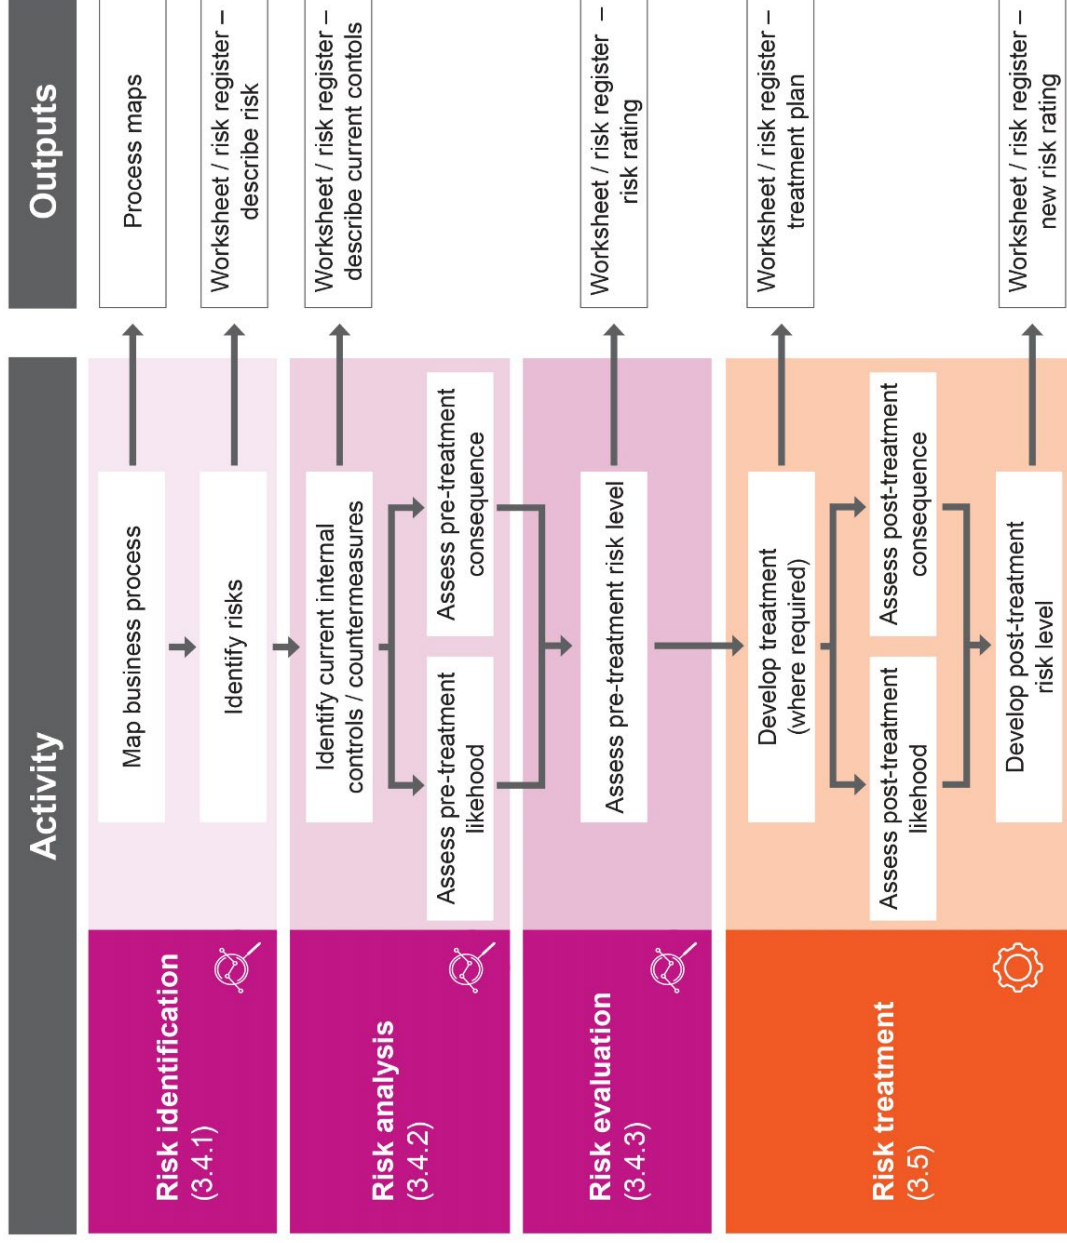 Activity
Outputs
Risk identification
(3.4.1)
Map business process
Process maps
Identify risks
Worksheet / risk register –
describe risk
Risk analysis
(3.4.2)
Identify current internal
controls / countermeasures
Worksheet / risk register –
describe current contols
Assess pre-treatment
likehood
Assess pre-treatment
consequence
Risk evaluation
(3.4.3)
Assess pre-treatment risk level
Worksheet / risk register –
risk rating
Risk treatment
(3.5)
Develop treatment
(where required)
Worksheet / risk register –
treatment plan
Assess post-treatment
likehood
Assess post-treatment
consequence
Develop post-treatment
risk level
Worksheet / risk register –
new risk rating